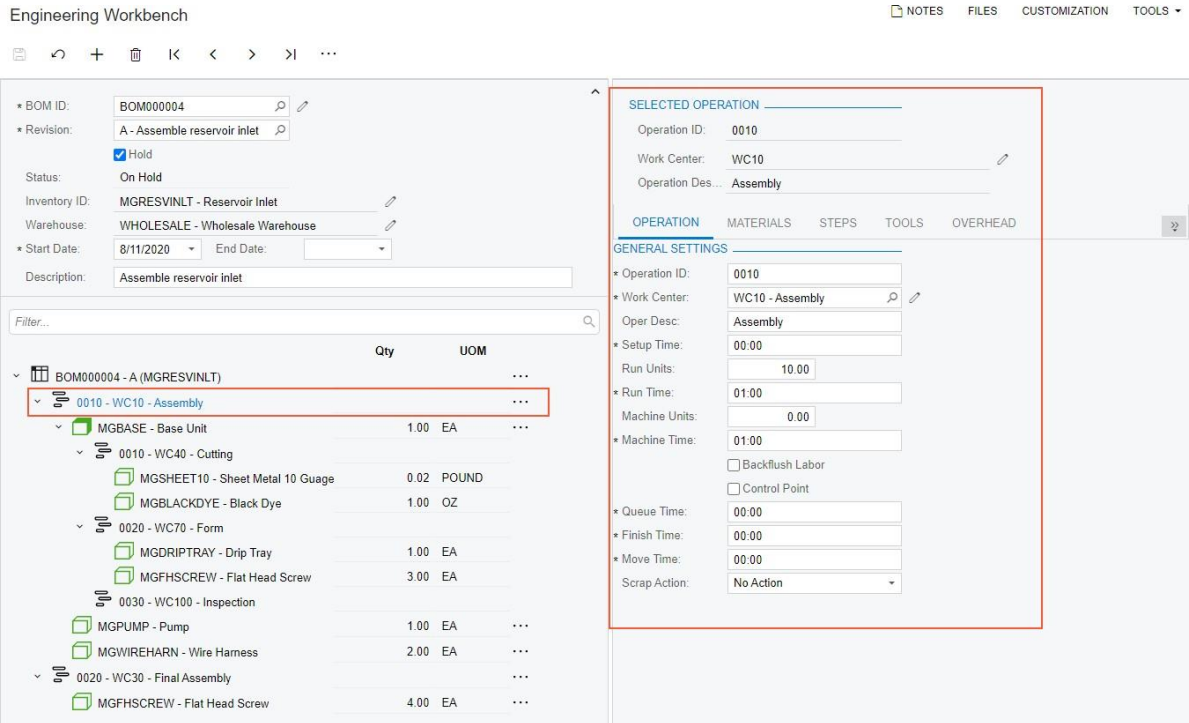 Engineering Workbench
NOTES FILES CUSTOMIZATION TOOLS
* BOM ID: BOM000004
* Revision: A - Assemble reservoir inlet
Hold
Status: On Hold
Inventory ID: MGRESVINLT - Reservoir Inlet
Warehouse: WHOLESALE - Wholesale Warehouse
* Start Date: 8/11/2020 End Date:
Description: Assemble reservoir inlet
Filter...
Qty UOM
BOM000004 - A (MGRESVINLT) ...
0010 - WC10 - Assembly ...
MGBASE - Base Unit 1.00 EA ...
0010 - WC40 - Cutting
MGSHEET10 - Sheet Metal 10 Guage 0.02 POUND
MGBLACKDYE - Black Dye 1.00 OZ
0020 - WC70 - Form
MGDRIPTRAY - Drip Tray 1.00 EA
MGFHSCREW - Flat Head Screw 3.00 EA
0030 - WC100 - Inspection
MGPUMP - Pump 1.00 EA ...
MGWIREHARN - Wire Harness 2.00 EA ...
0020 - WC30 - Final Assembly ...
MGFHSCREW - Flat Head Screw 4.00 EA ...
SELECTED OPERATION
Operation ID: 0010
Work Center: WC10
Operation Des... Assembly
OPERATION MATERIALS STEPS TOOLS OVERHEAD
GENERAL SETTINGS
* Operation ID: 0010
* Work Center: WC10 - Assembly
Oper Desc: Assembly
* Setup Time: 00:00
Run Units: 10.00
* Run Time: 01:00
Machine Units: 0.00
* Machine Time: 01:00
Backflush Labor
Control Point
* Queue Time: 00:00
* Finish Time: 00:00
* Move Time: 00:00
Scrap Action: No Action